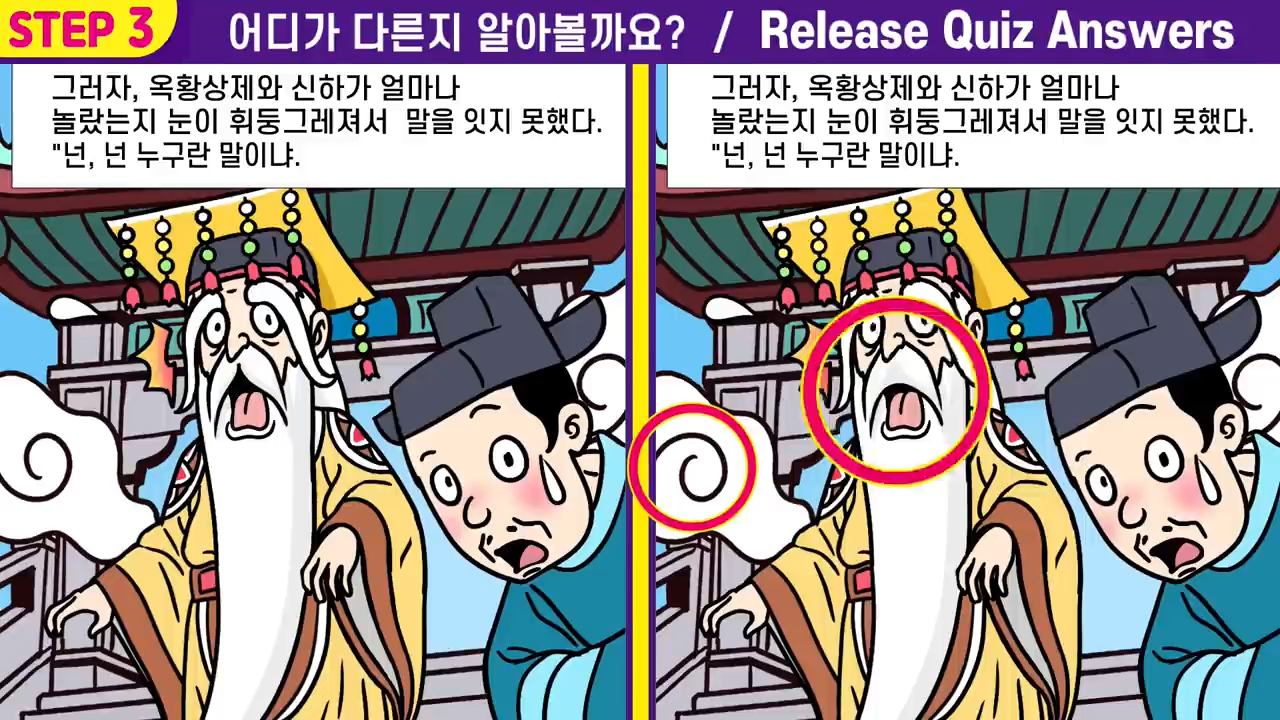 STEP 3
어디가 다른지 알아볼까요? / Release Quiz Answers
그러자, 옥황상제와 신하가 얼마나
놀랐는지 눈이 휘둥그레져서 말을 잇지 못했다.
"넌, 넌 누구란 말이냐.
그러자, 옥황상제와 신하가 얼마나
놀랐는지 눈이 휘둥그레져서 말을 잇지 못했다.
"넌, 넌 누구란 말이냐.